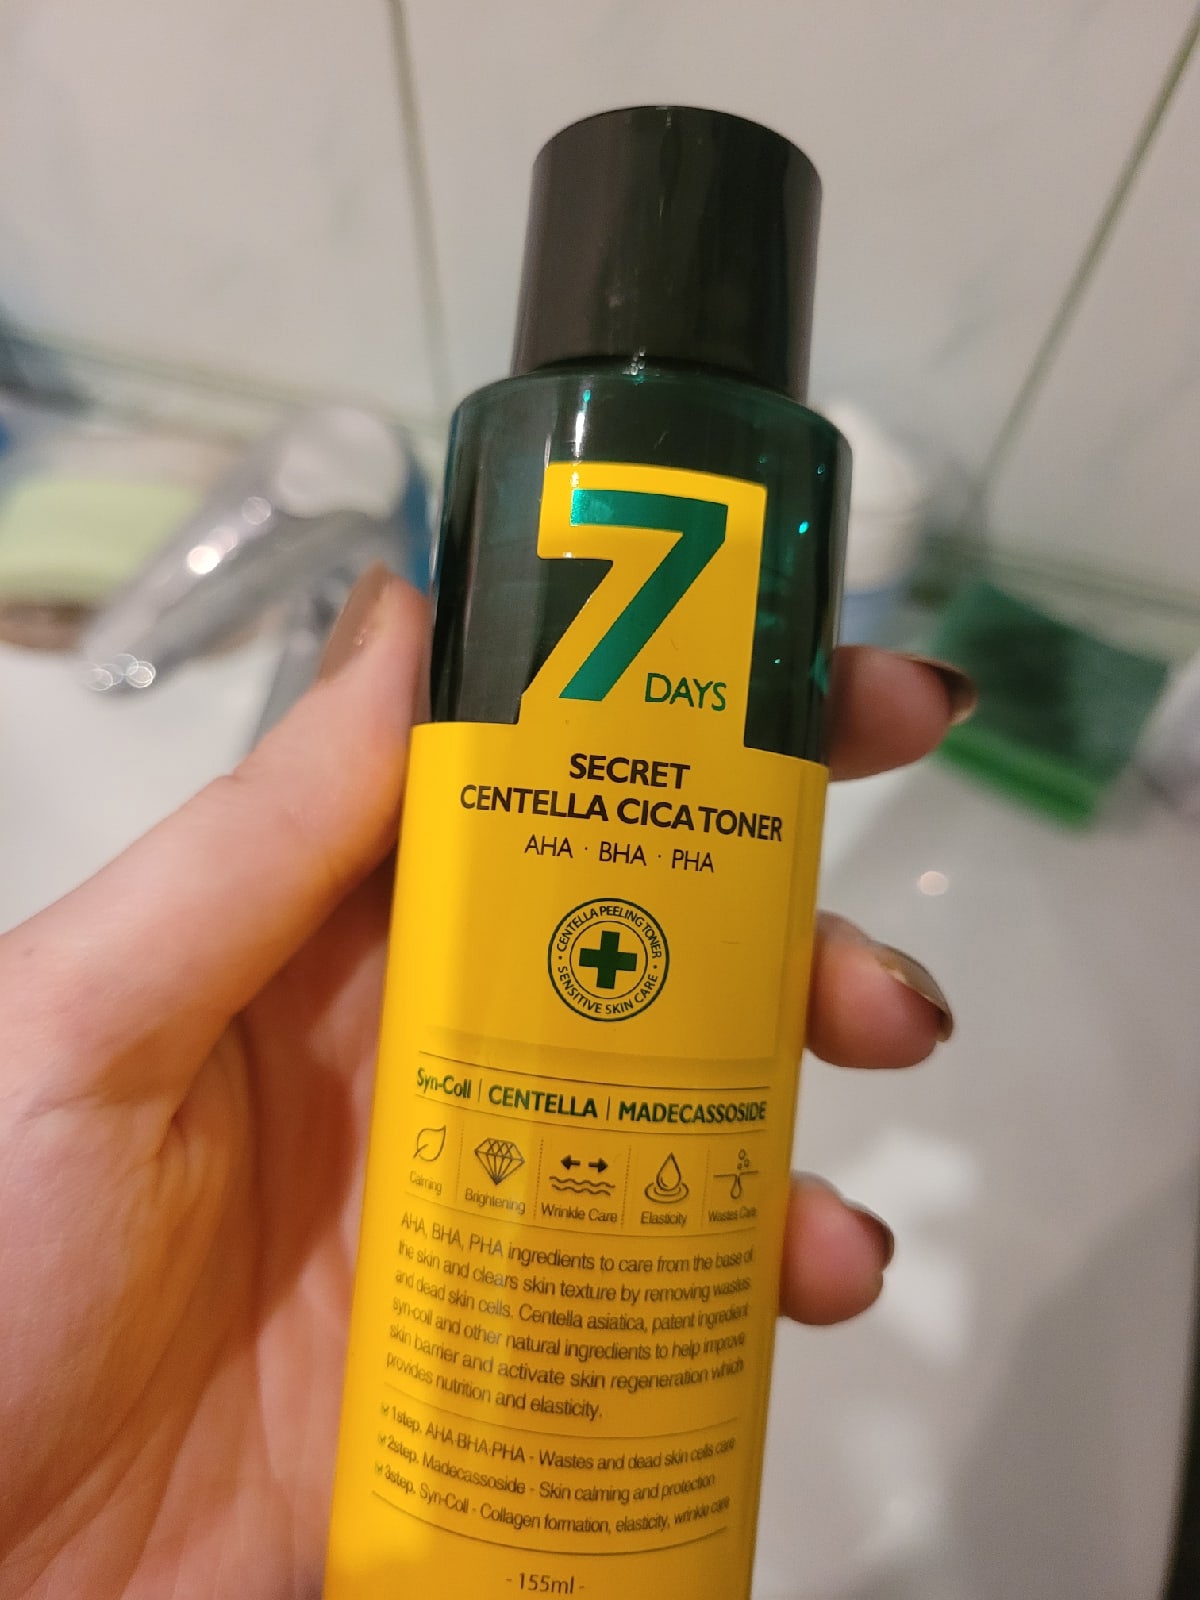 7
DAYS
SECRET
CENTELLA CICA TONER
AHA · BHA · PHA
CENTELLA PEELING TONER
· SENSITIVE SKIN CARE ·
Syn-Coll | CENTELLA | MADECASSOSIDE
Calming Brightening Wrinkle Care Elasticity Wastes Care
AHA, BHA, PHA ingredients to care from the base of
the skin and clears skin texture by removing wastes
and dead skin cells. Centella asiatica, patent ingredient
syn-coll and other natural ingredients to help improve
skin barrier and activate skin regeneration which
provides nutrition and elasticity.
1step. AHA·BHA·PHA - Wastes and dead skin cells care
2step. Madecassoside - Skin calming and protection
3step. Syn-Coll - Collagen formation, elasticity, wrinkle care
- 155ml -